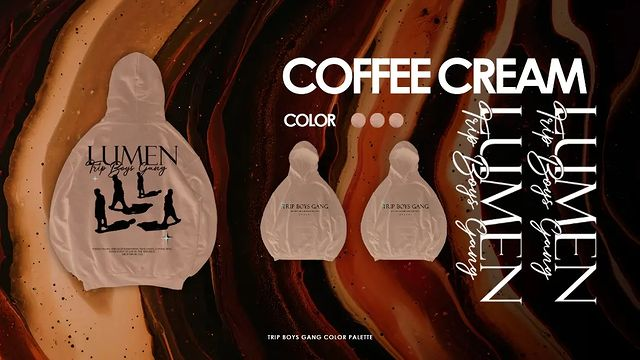 COFFEE CREAM
COLOR
LUMEN
Trip Boys Gang
TRIP BOYS GANG
TRIP BOYS GANG
LUMEN
Trip Boys Gang
LUMEN
Trip Boys Gang
TRIP BOYS GANG COLOR PALETTE